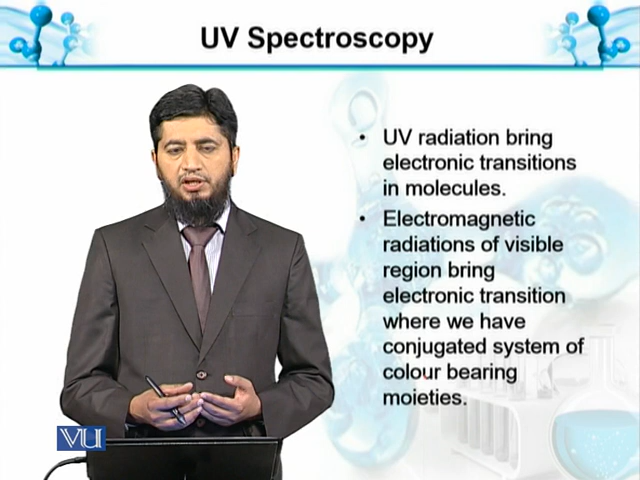 UV Spectroscopy
• UV radiation bring
electronic transitions
in molecules.
• Electromagnetic
radiations of visible
region bring
electronic transition
where we have
conjugated system of
colour bearing
moieties.
VU